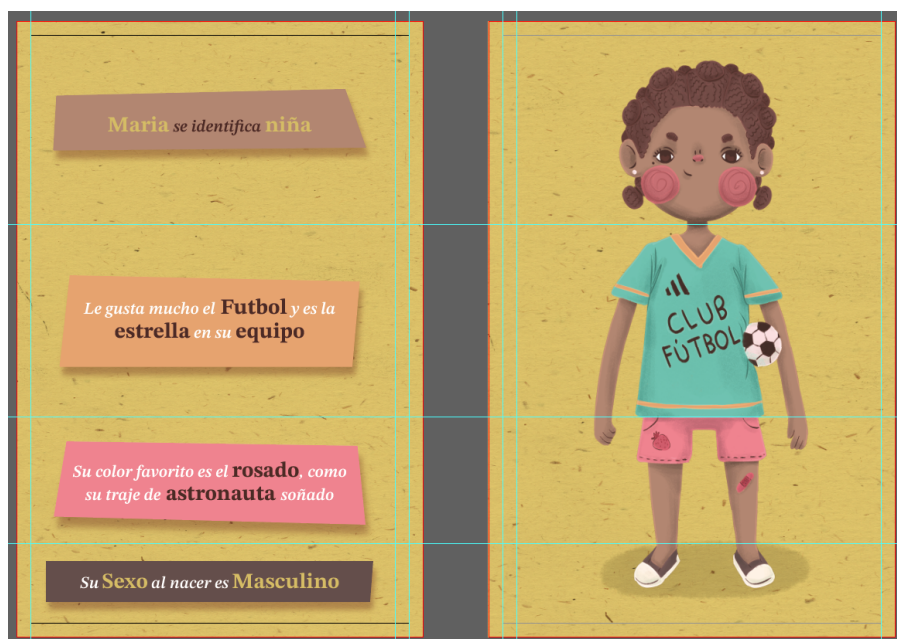 Maria se identifica niña
Le gusta mucho el Futbol y es la
estrella en su equipo
Su color favorito es el rosado, como
su traje de astronauta soñado
Su Sexo al nacer es Masculino
CLUB
FÚTBOL